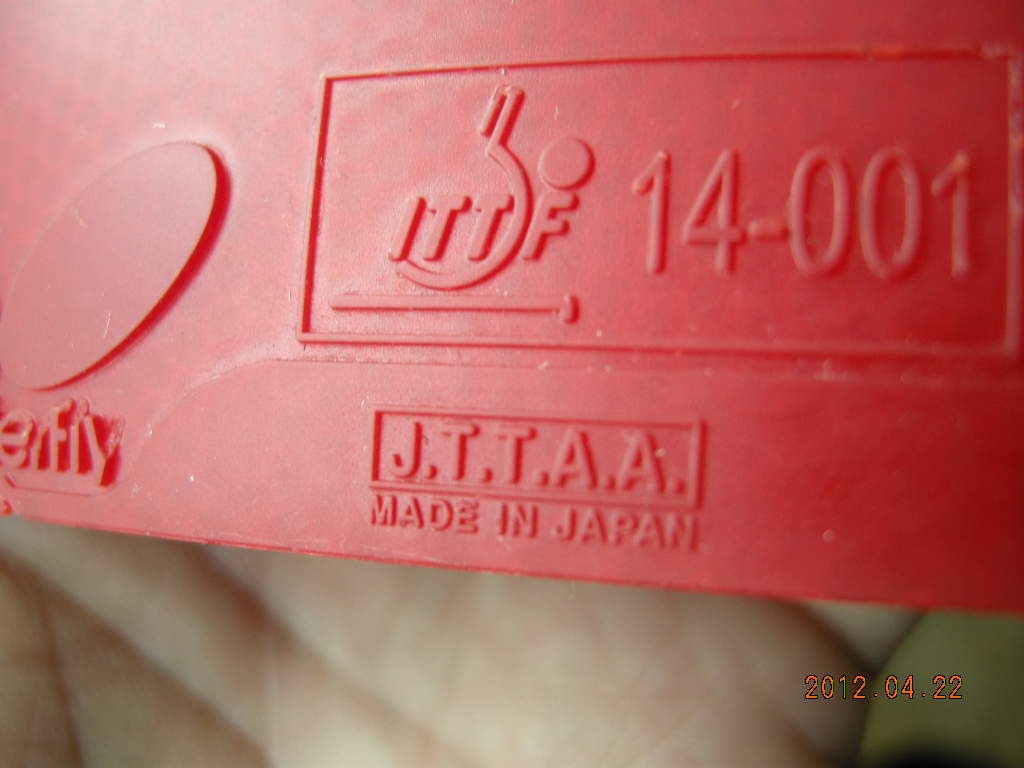 ITTF 14-001
erfly
J.T.T.A.A.
MADE IN JAPAN
2012.04.22